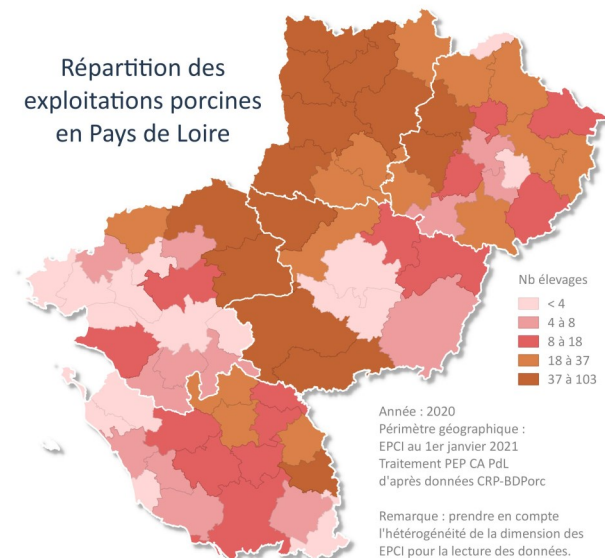 Répartition des
exploitations porcines
en Pays de Loire
Nb élevages
< 4
4 à 8
8 à 18
18 à 37
37 à 103
Année : 2020
Périmètre géographique :
EPCI au 1er janvier 2021
Traitement PEP CA PdL
d'après données CRP-BDPorc
Remarque : prendre en compte
l'hétérogénéité de la dimension des
EPCI pour la lecture des données.